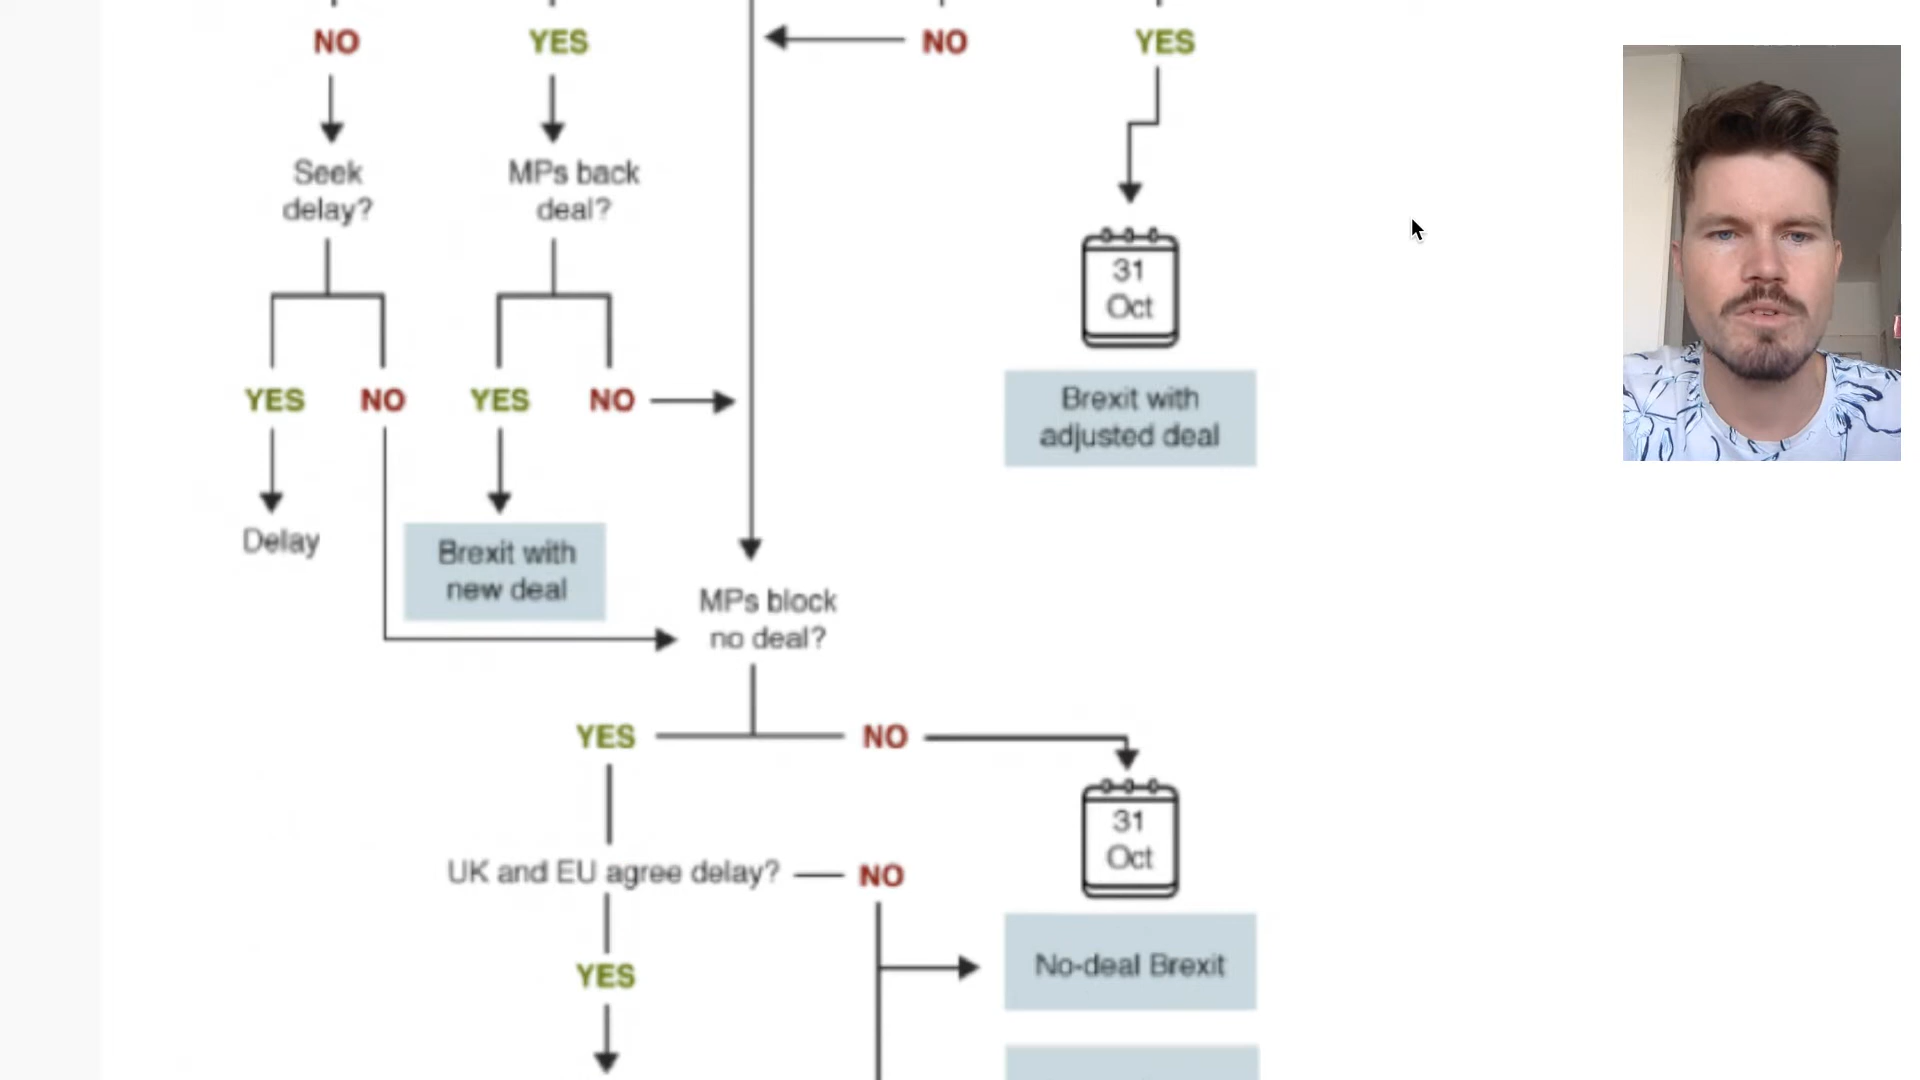 NO
YES
NO
YES
Seek
delay?
MPs back
deal?
31
Oct
YES
NO
YES
NO
Brexit with
adjusted deal
Delay
Brexit with
new deal
MPs block
no deal?
YES
NO
31
Oct
UK and EU agree delay?
NO
No-deal Brexit
YES